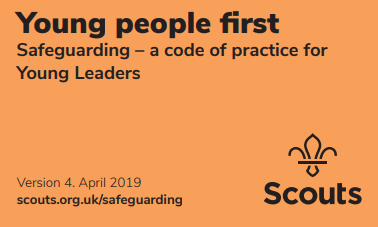 Young people first
Safeguarding – a code of practice for
Young Leaders
Version 4. April 2019
scouts.org.uk/safeguarding
Scouts